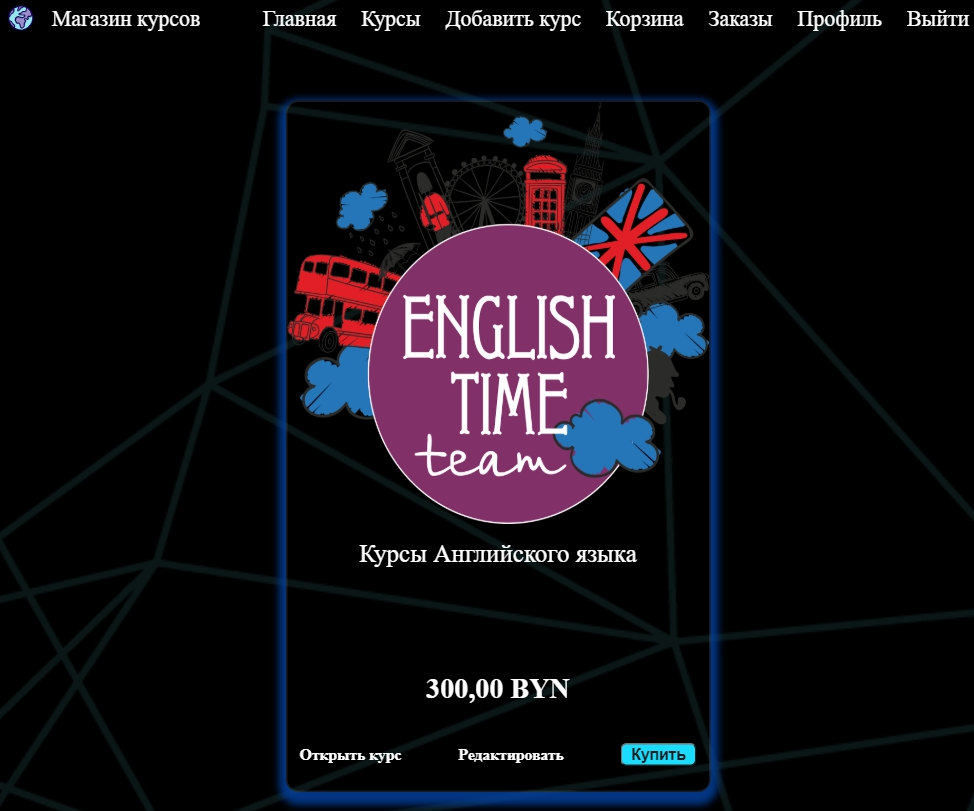 Магазин курсов Главная Курсы Добавить курс Корзина Заказы Профиль Выйти
ENGLISH
TIME
team
Курсы Английского языка
300,00 BYN
Открыть курс Редактировать Купить